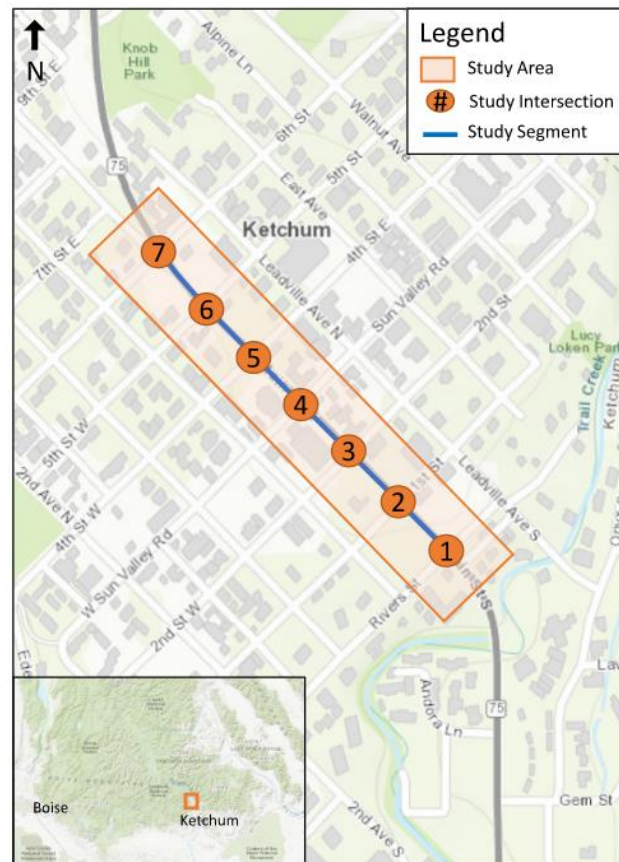 N
Legend
Study Area
# Study Intersection
Study Segment
9th St E
Knob
Hill
Park
Alpine Ln
75
6th St
Walnut Ave
5th St
East Ave
4th St E
Ketchum
7th St E
Leadville Ave N
Sun Valley Rd
2nd St
Lucy
Loken Park
Trail Creek
Ketchum
7
6
5
4
3
2
1
1st St
Leadville Ave S
5th St W
2nd Ave N
4th St W
W Sun Valley Rd
2nd St W
Rivers St
Andora Ln
75
Gem St
2nd Ave S
Boise
Ketchum